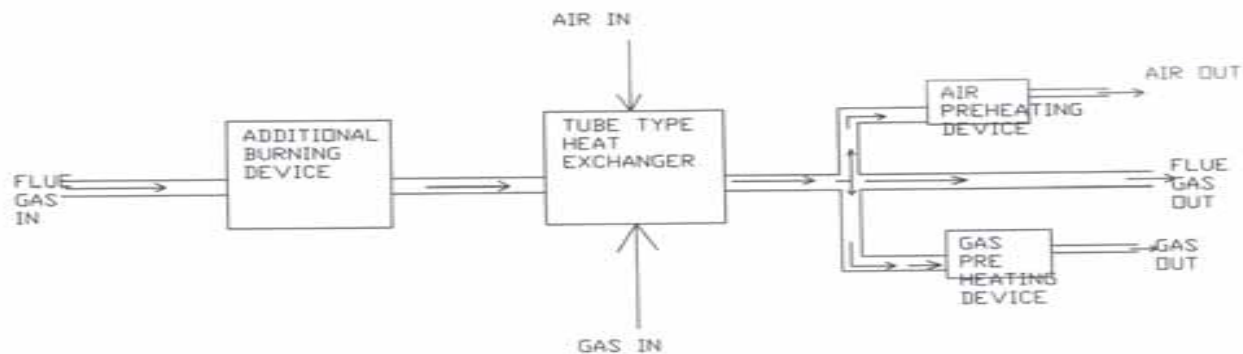 AIR IN
AIR OUT
AIR
PREHEATING
DEVICE
ADDITIONAL
BURNING
DEVICE
TUBE TYPE
HEAT
EXCHANGER
FLUE
GAS
IN
FLUE
GAS
OUT
GAS
PRE
HEATING
DEVICE
GAS
OUT
GAS IN